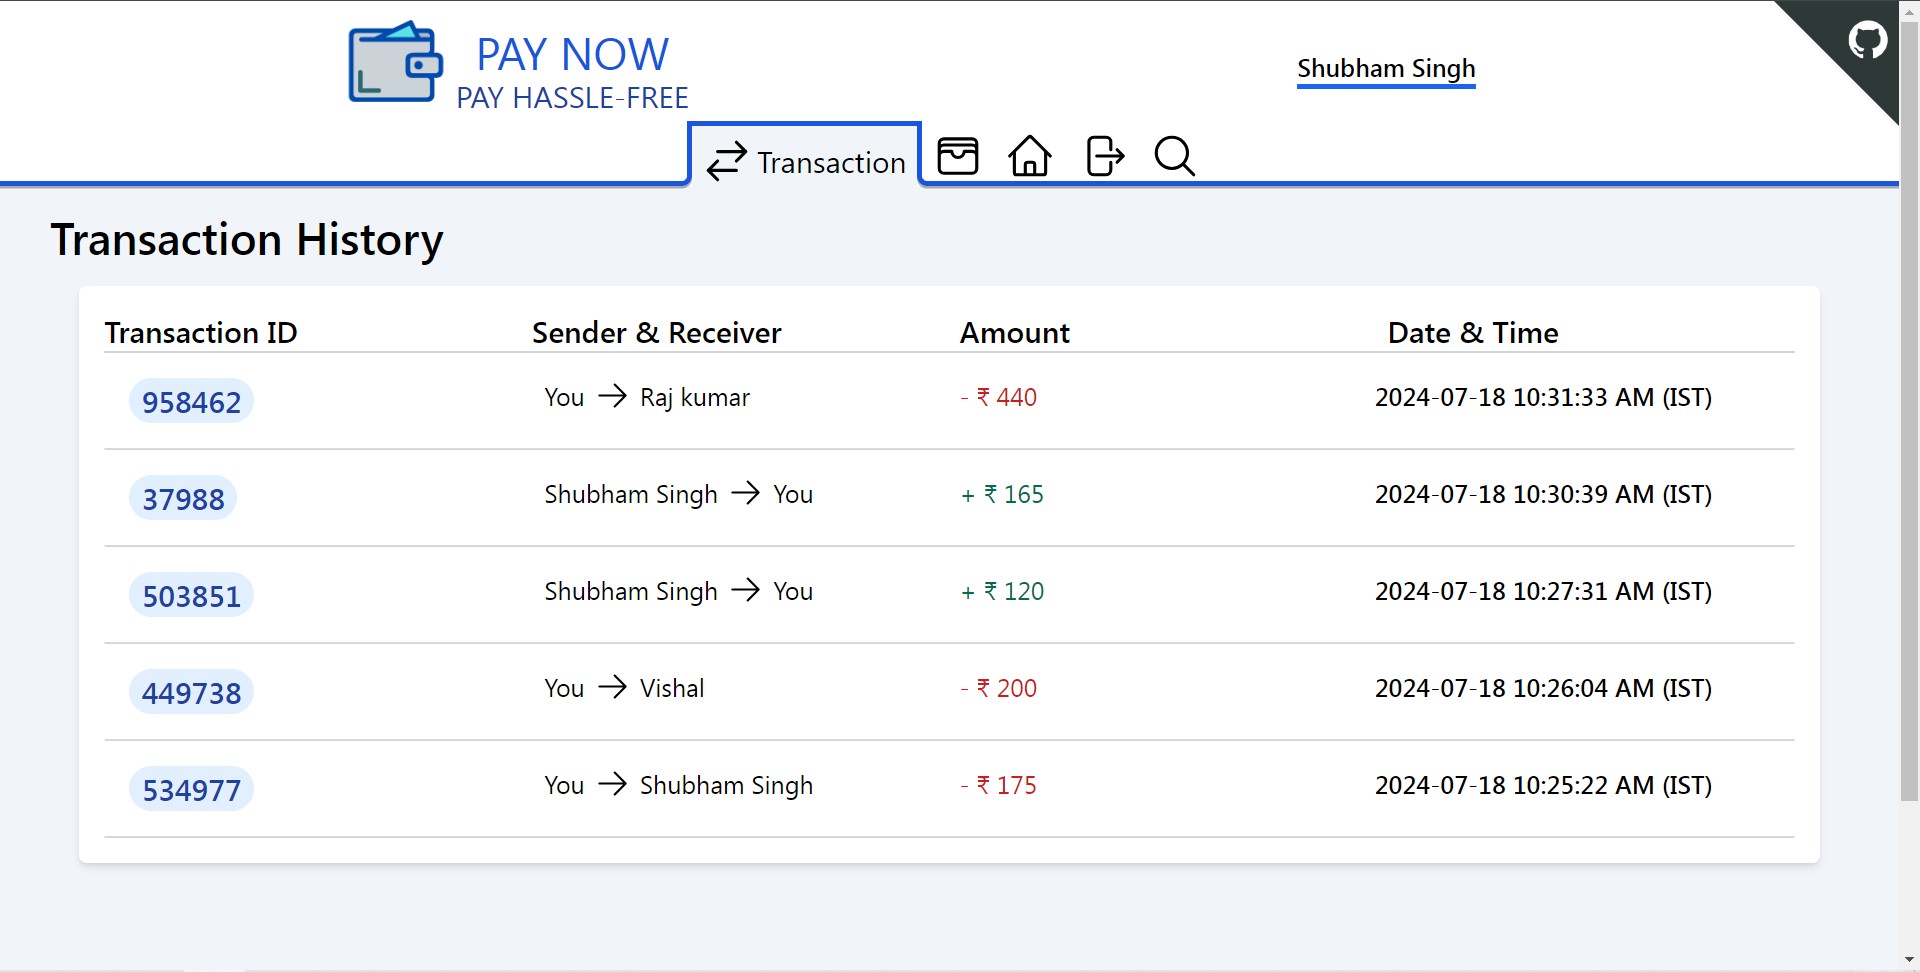 PAY NOW
PAY HASSLE-FREE
Shubham Singh
Transaction
Transaction History
Transaction ID Sender & Receiver Amount Date & Time
958462 You → Raj kumar - ₹ 440 2024-07-18 10:31:33 AM (IST)
37988 Shubham Singh → You + ₹ 165 2024-07-18 10:30:39 AM (IST)
503851 Shubham Singh → You + ₹ 120 2024-07-18 10:27:31 AM (IST)
449738 You → Vishal - ₹ 200 2024-07-18 10:26:04 AM (IST)
534977 You → Shubham Singh - ₹ 175 2024-07-18 10:25:22 AM (IST)